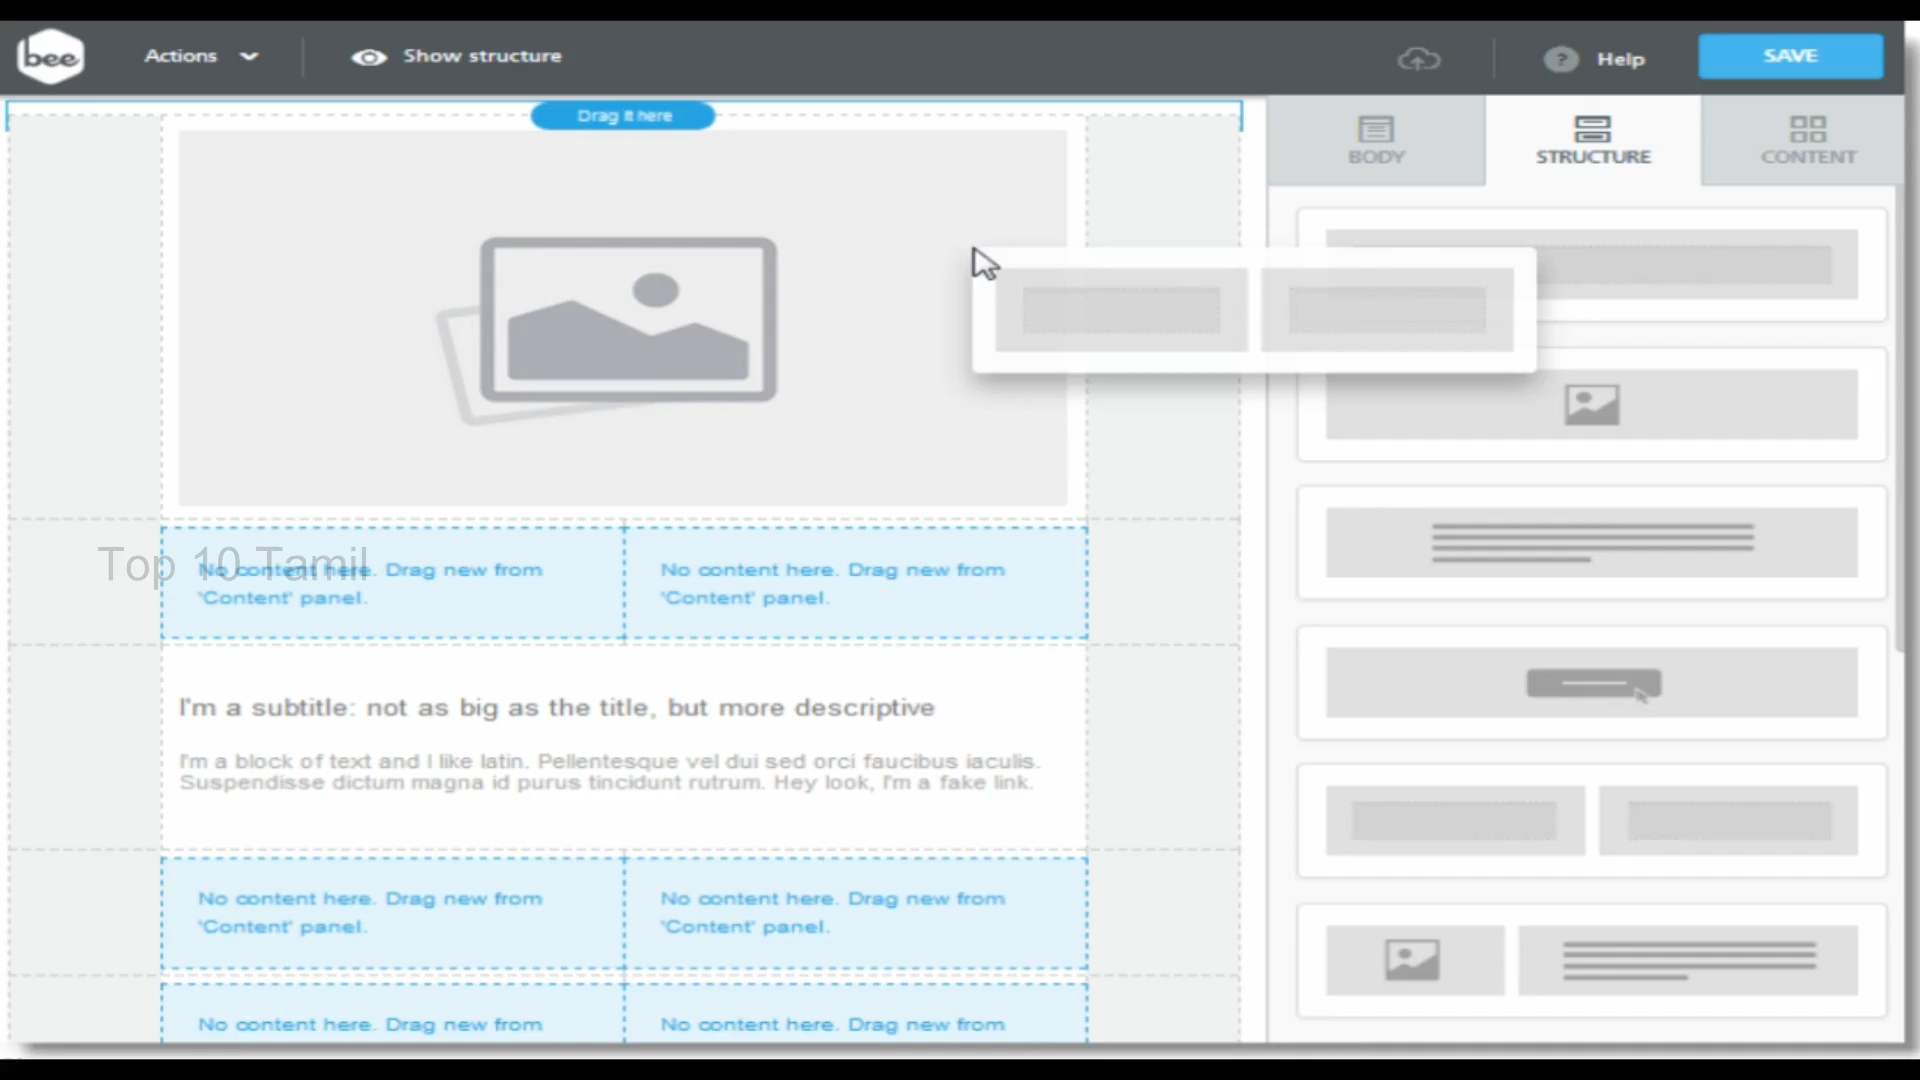 bee
Actions
Show structure
?
Help
SAVE
Drag it here
BODY
STRUCTURE
CONTENT
Top 10 Tamil
No content here. Drag new from
'Content' panel.
No content here. Drag new from
'Content' panel.
I'm a subtitle: not as big as the title, but more descriptive
I'm a block of text and I like latin. Pellentesque vel dui sed orci faucibus iaculis.
Suspendisse dictum magna id purus tincidunt rutrum. Hey look, I'm a fake link.
No content here. Drag new from
'Content' panel.
No content here. Drag new from
'Content' panel.
No content here. Drag new from
No content here. Drag new from